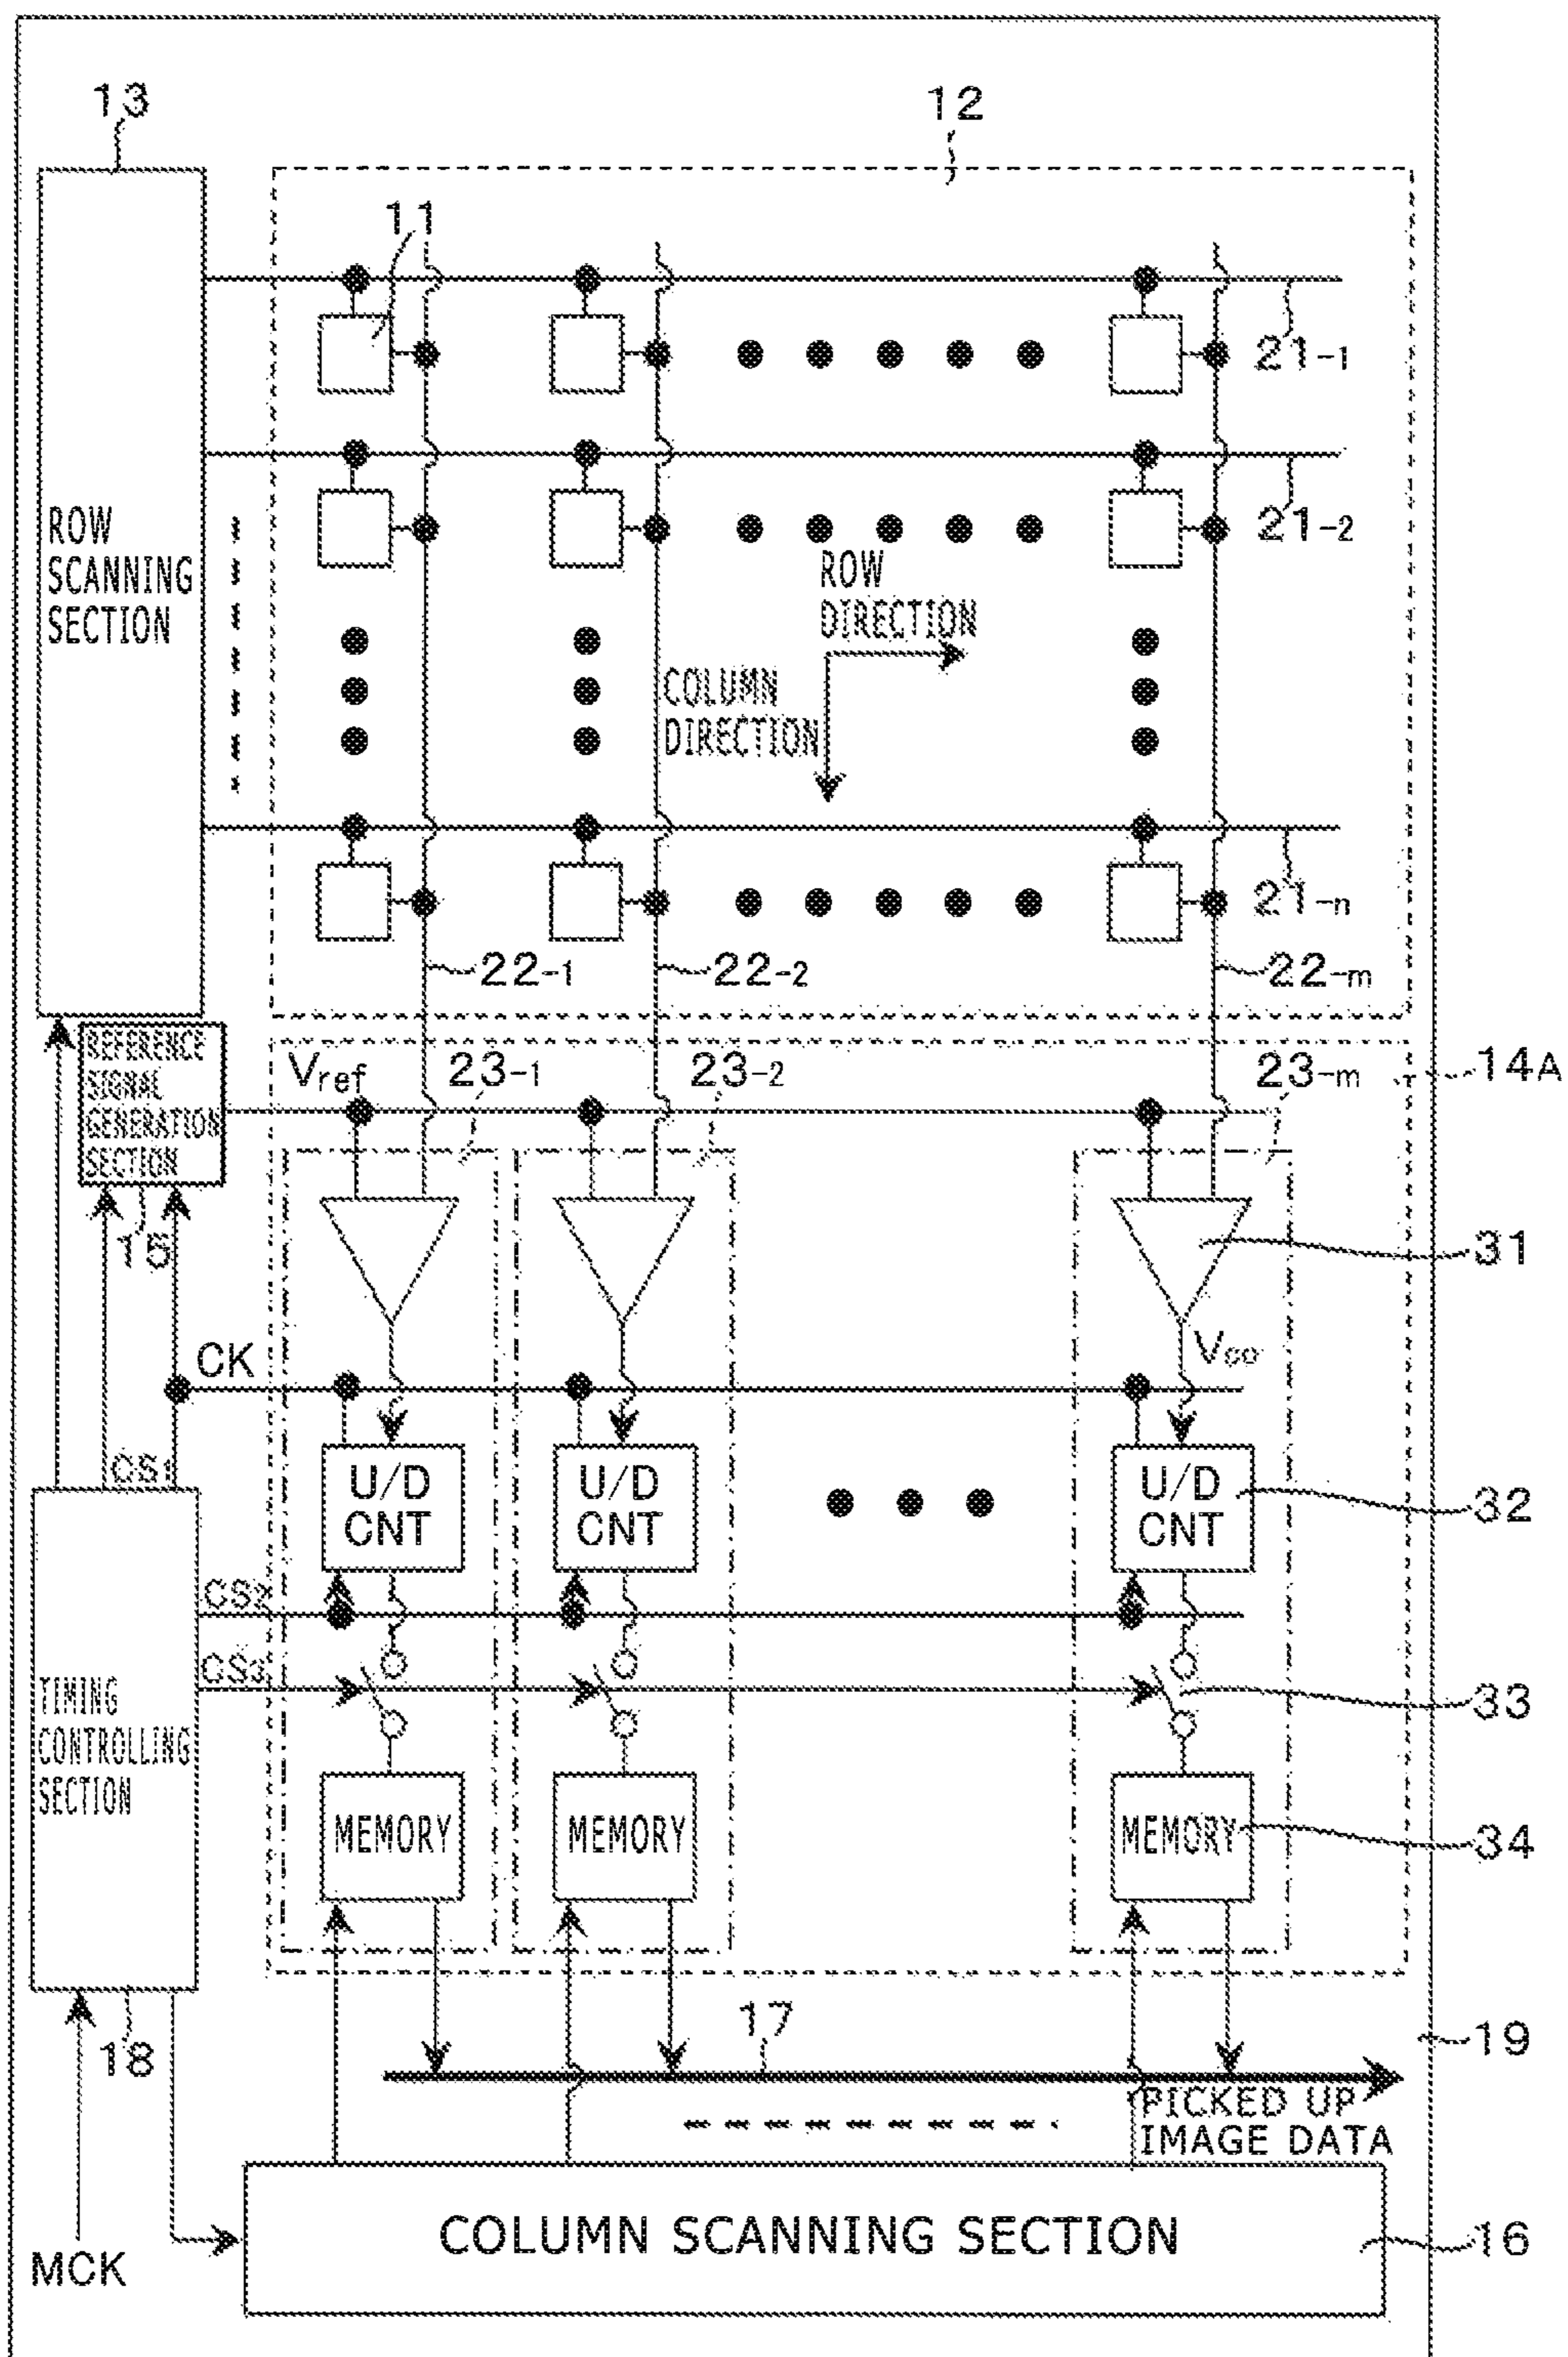 13
12
11
21-1
21-2
ROW
SCANNING
SECTION
ROW
DIRECTION
COLUMN
DIRECTION
21-n
22-1
22-2
22-m
REFERENCE
SIGNAL
GENERATION
SECTION
Vref
23-1
23-2
23-m
14A
15
31
CK
Vco
CS1
U/D
CNT
U/D
CNT
U/D
CNT
32
CS2
CS3
33
TIMING
CONTROLLING
SECTION
MEMORY
MEMORY
MEMORY
34
18
17
19
PICKED UP
IMAGE DATA
COLUMN SCANNING SECTION
16
MCK